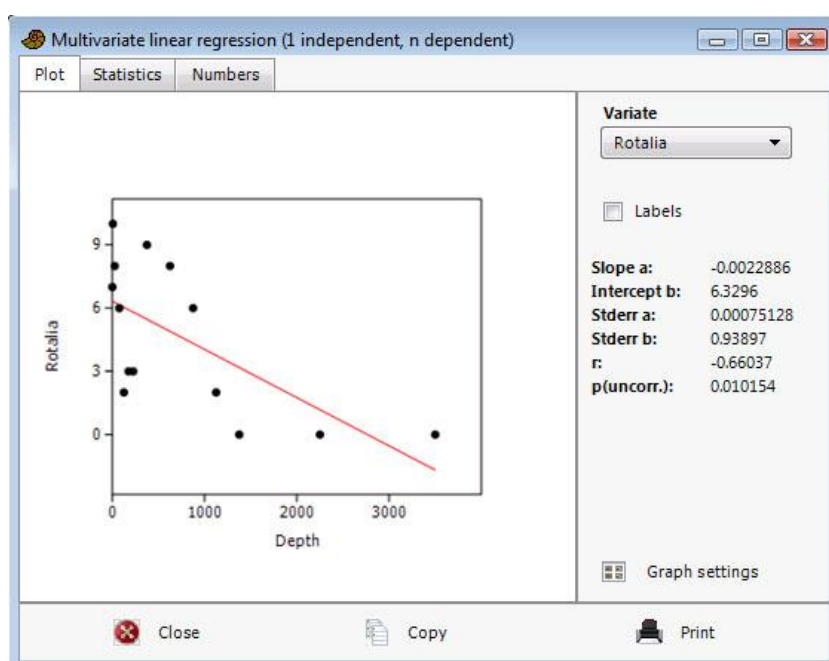 Multivariate linear regression (1 independent, n dependent)
Plot Statistics Numbers
Variate
Rotalia
Labels
Slope a: -0.0022886
Intercept b: 6.3296
Stderr a: 0.00075128
Stderr b: 0.93897
r: -0.66037
p(uncorr.): 0.010154
9
6
3
0
Rotalia
0 1000 2000 3000
Depth
Graph settings
Close Copy Print